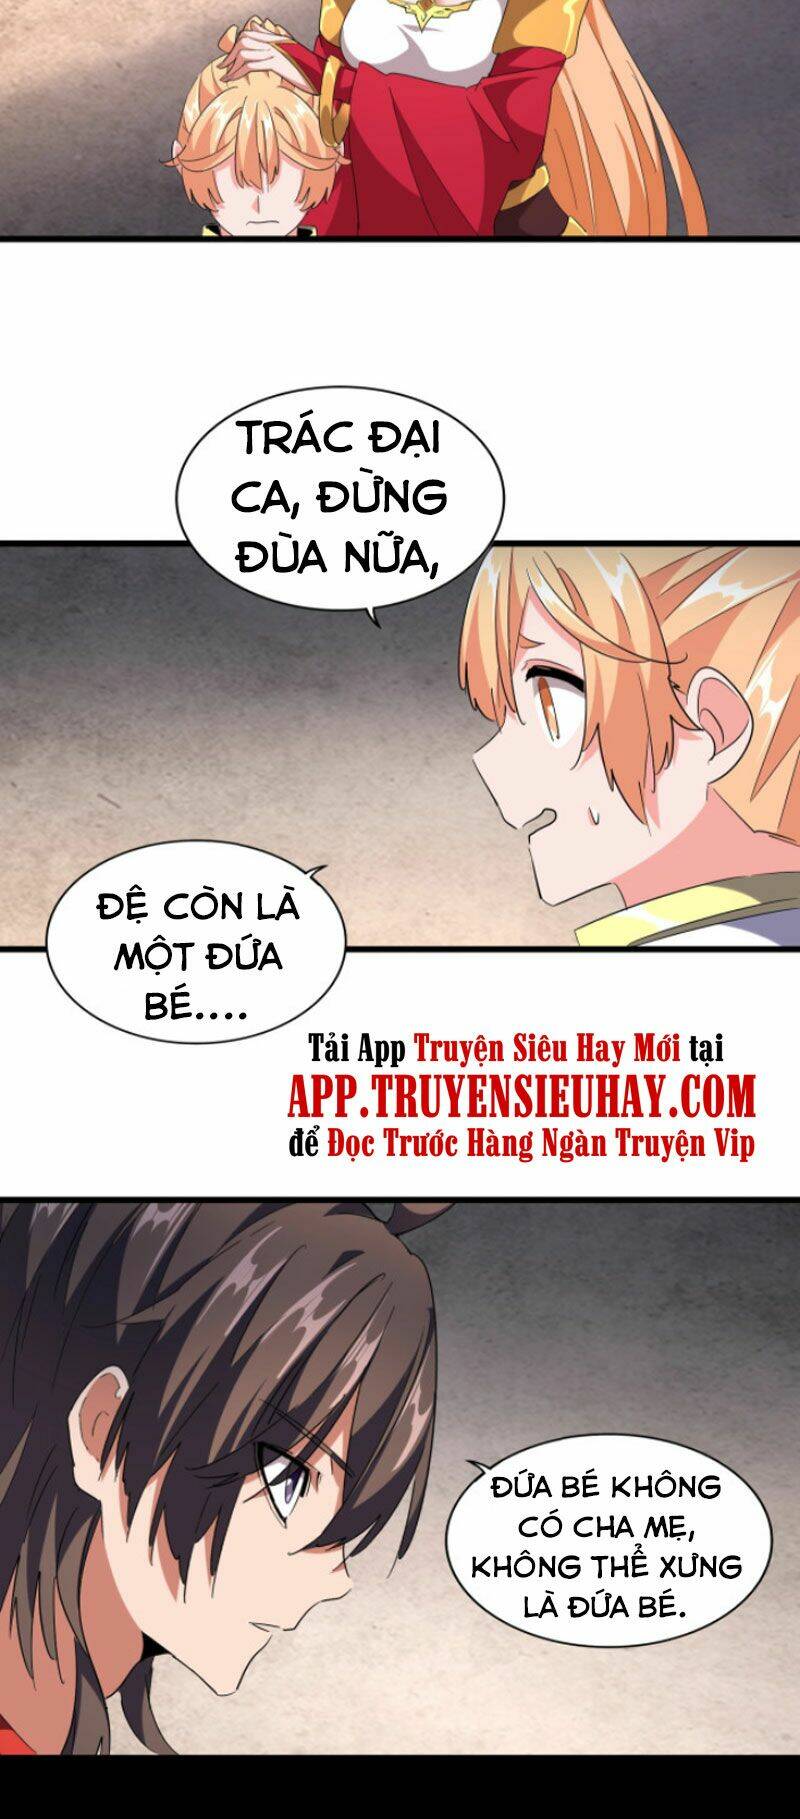 TRÁC ĐẠI
CA, ĐỪNG
ĐÙA NỮA,
ĐỆ CÒN LÀ
MỘT ĐỨA
BÉ....
Tải App Truyện Siêu Hay Mới tại
APP.TRUYENSIEUHAY.COM
để Đọc Trước Hàng Ngàn Truyện Vip
ĐỨA BÉ KHÔNG
CÓ CHA MẸ,
KHÔNG THỂ XƯNG
LÀ ĐỨA BÉ.